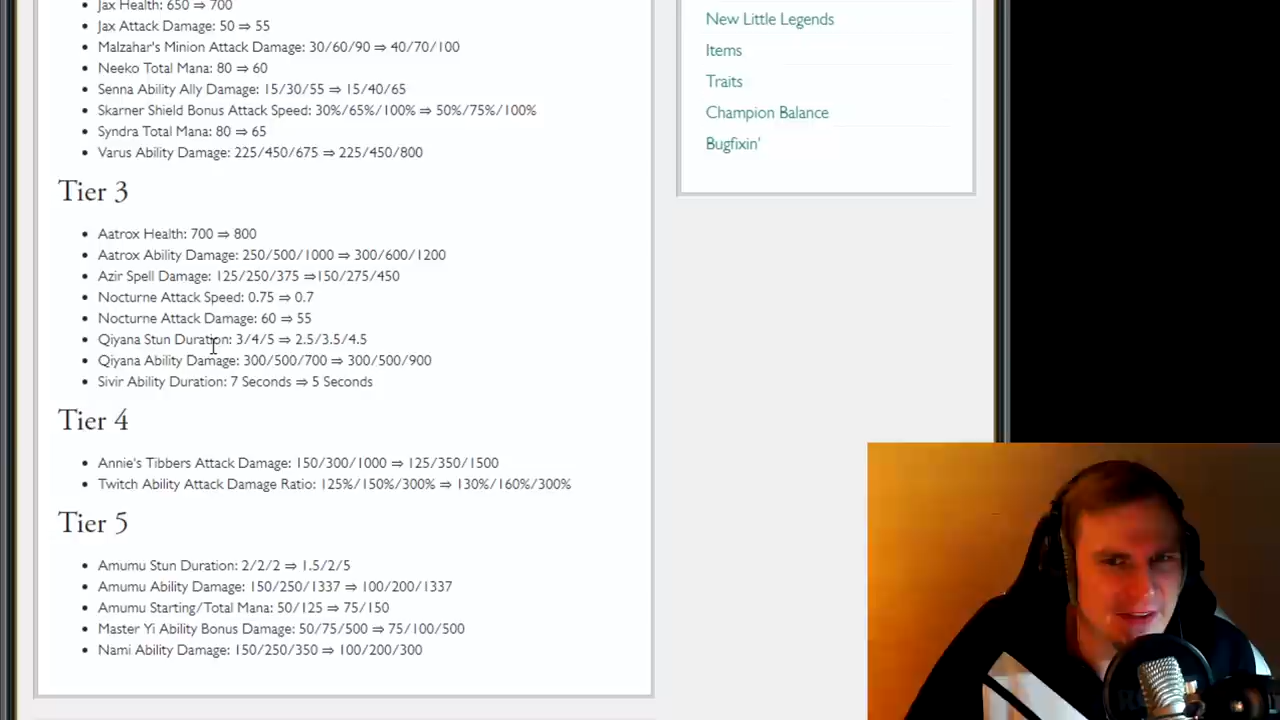 Jax Health: 650 ⇒ 700
Jax Attack Damage: 50 ⇒ 55
Malzahar's Minion Attack Damage: 30/60/90 ⇒ 40/70/100
Neeko Total Mana: 80 ⇒ 60
Senna Ability Ally Damage: 15/30/55 ⇒ 15/40/65
Skarner Shield Bonus Attack Speed: 30%/65%/100% ⇒ 50%/75%/100%
Syndra Total Mana: 80 ⇒ 65
Varus Ability Damage: 225/450/675 ⇒ 225/450/800
Tier 3
Aatrox Health: 700 ⇒ 800
Aatrox Ability Damage: 250/500/1000 ⇒ 300/600/1200
Azir Spell Damage: 125/250/375 ⇒150/275/450
Nocturne Attack Speed: 0.75 ⇒ 0.7
Nocturne Attack Damage: 60 ⇒ 55
Qiyana Stun Duration: 3/4/5 ⇒ 2.5/3.5/4.5
Qiyana Ability Damage: 300/500/700 ⇒ 300/500/900
Sivir Ability Duration: 7 Seconds ⇒ 5 Seconds
Tier 4
Annie's Tibbers Attack Damage: 150/300/1000 ⇒ 125/350/1500
Twitch Ability Attack Damage Ratio: 125%/150%/300% ⇒ 130%/160%/300%
Tier 5
Amumu Stun Duration: 2/2/2 ⇒ 1.5/2/5
Amumu Ability Damage: 150/250/1337 ⇒ 100/200/1337
Amumu Starting/Total Mana: 50/125 ⇒ 75/150
Master Yi Ability Bonus Damage: 50/75/500 ⇒ 75/100/500
Nami Ability Damage: 150/250/350 ⇒ 100/200/300
New Little Legends
Items
Traits
Champion Balance
Bugfixin'